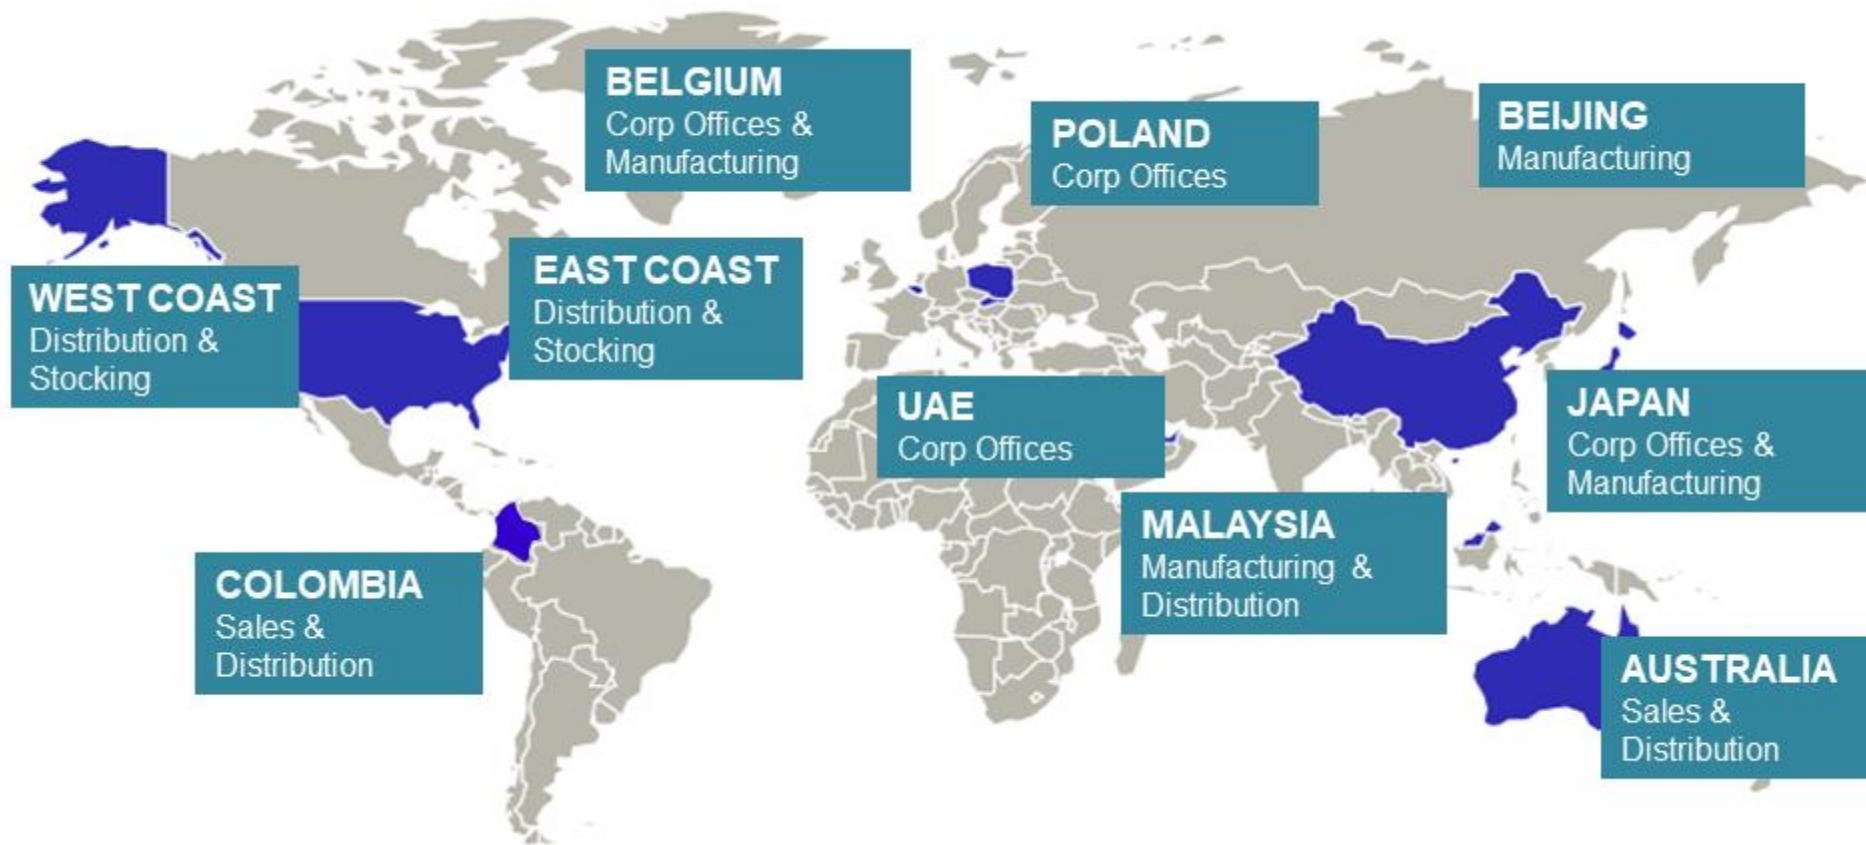 BELGIUM
Corp Offices &
Manufacturing
POLAND
Corp Offices
BEIJING
Manufacturing
WEST COAST
Distribution &
Stocking
EAST COAST
Distribution &
Stocking
UAE
Corp Offices
JAPAN
Corp Offices &
Manufacturing
MALAYSIA
Manufacturing &
Distribution
COLOMBIA
Sales &
Distribution
AUSTRALIA
Sales &
Distribution